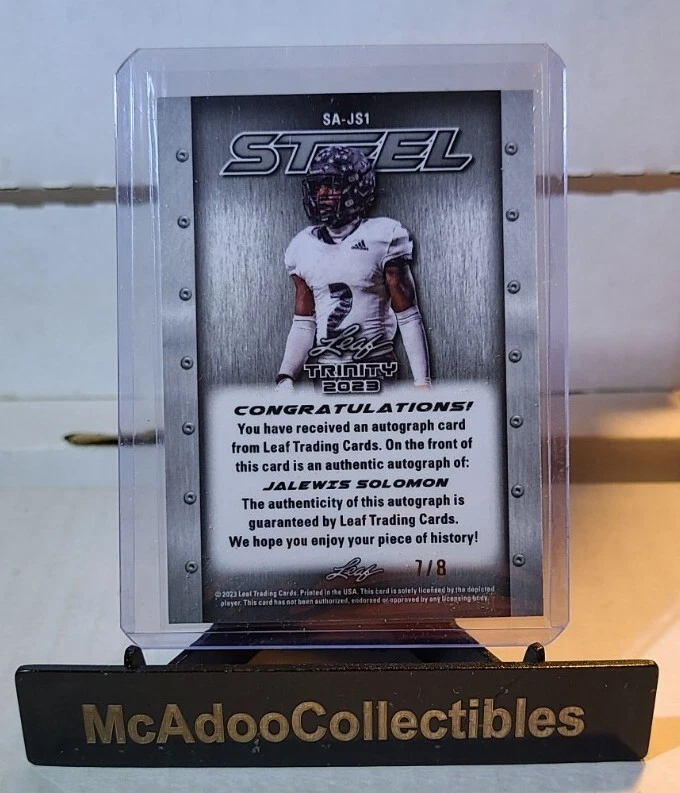 SA-JS1
STEEL
2
Leaf
TRINITY
2023
CONGRATULATIONS!
You have received an autograph card
from Leaf Trading Cards. On the front of
this card is an authentic autograph of:
JALEWIS SOLOMON
The authenticity of this autograph is
guaranteed by Leaf Trading Cards.
We hope you enjoy your piece of history!
Leaf 7/8
©2023 Leaf Trading Cards. Printed in the USA. This card is solely licensed by the depicted
player. This card has not been authorized, endorsed or approved by any licensing body.
McAdooCollectibles